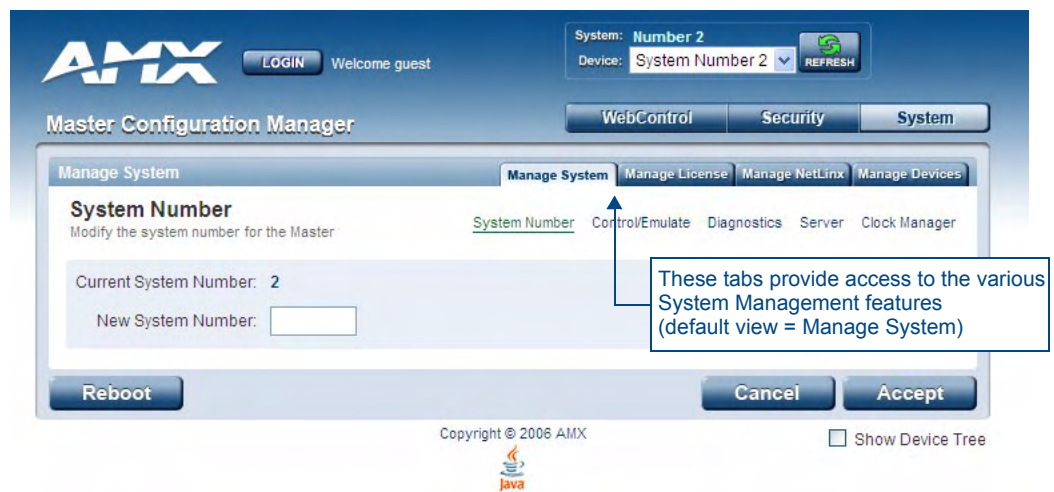 AMX
LOGIN Welcome guest
System: Number 2
Device: System Number 2 REFRESH
Master Configuration Manager
WebControl Security System
Manage System
Manage System Manage License Manage NetLinx Manage Devices
System Number
Modify the system number for the Master
System Number Control/Emulate Diagnostics Server Clock Manager
Current System Number: 2
New System Number:
These tabs provide access to the various
System Management features
(default view = Manage System)
Reboot Cancel Accept
Copyright © 2006 AMX
Java
Show Device Tree